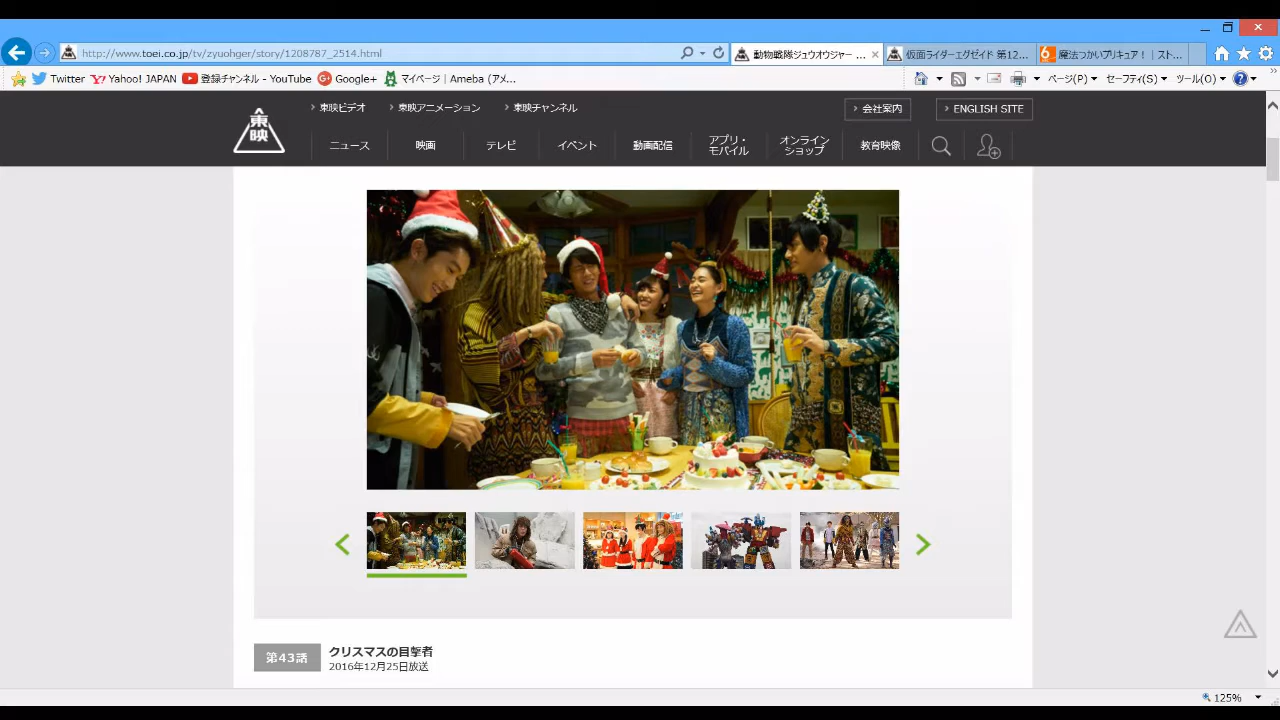 http://www.toei.co.jp/tv/zyuohger/story/1208787_2514.html
動物戦隊ジュウオウジャー ...
仮面ライダーエグゼイド 第12...
魔法つかいプリキュア！｜スト...
Twitter
Yahoo! JAPAN
登録チャンネル - YouTube
Google+
マイページ｜Ameba (アメ...
ページ(P)
セーフティ(S)
ツール(O)
東映ビデオ
東映アニメーション
東映チャンネル
会社案内
ENGLISH SITE
東映
ニュース
映画
テレビ
イベント
動画配信
アプリ・
モバイル
オンライン
ショップ
教育映像
第43話
クリスマスの目撃者
2016年12月25日放送
125%